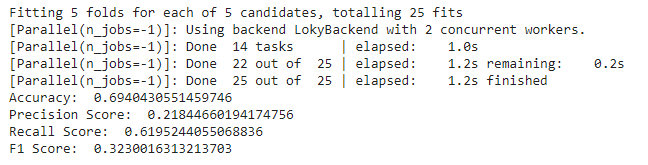 Fitting 5 folds for each of 5 candidates, totalling 25 fits
[Parallel(n_jobs=-1)]: Using backend LokyBackend with 2 concurrent workers.
[Parallel(n_jobs=-1)]: Done  14 tasks      | elapsed:    1.0s
[Parallel(n_jobs=-1)]: Done  22 out of  25 | elapsed:    1.2s remaining:    0.2s
[Parallel(n_jobs=-1)]: Done  25 out of  25 | elapsed:    1.2s finished
Accuracy:  0.6940430551459746
Precision Score:  0.21844660194174756
Recall Score:  0.6195244055068836
F1 Score:  0.3230016313213703